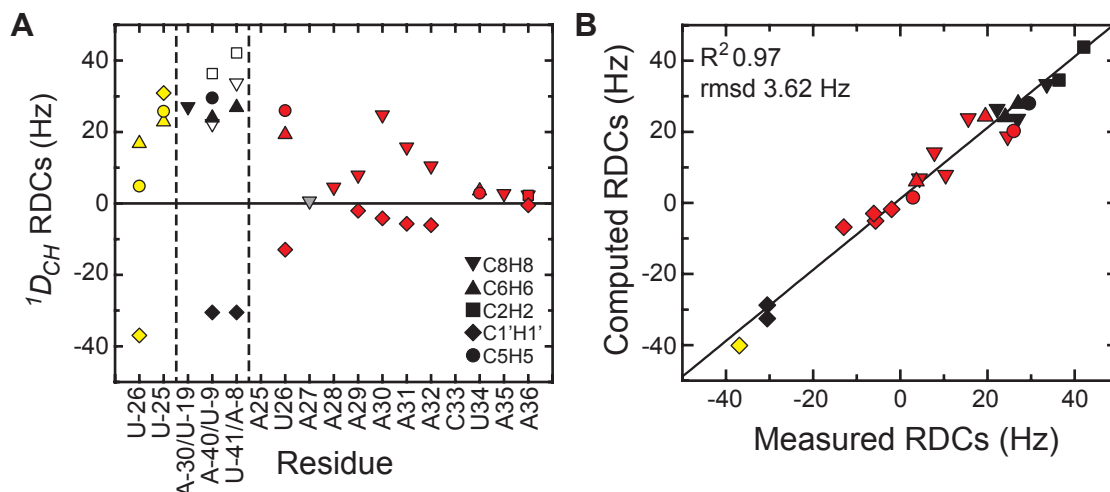 A
B
¹D_CH RDCs (Hz)
40
20
0
-20
-40
C8H8
C6H6
C2H2
C1'H1'
C5H5
U-26
U-25
A-30/U-19
A-40/U-9
U-41/A-8
A25
U26
A27
A28
A29
A30
A31
A32
C33
U34
A35
A36
Residue
Computed RDCs (Hz)
R² 0.97
rmsd 3.62 Hz
40
20
0
-20
-40
-40
-20
0
20
40
Measured RDCs (Hz)